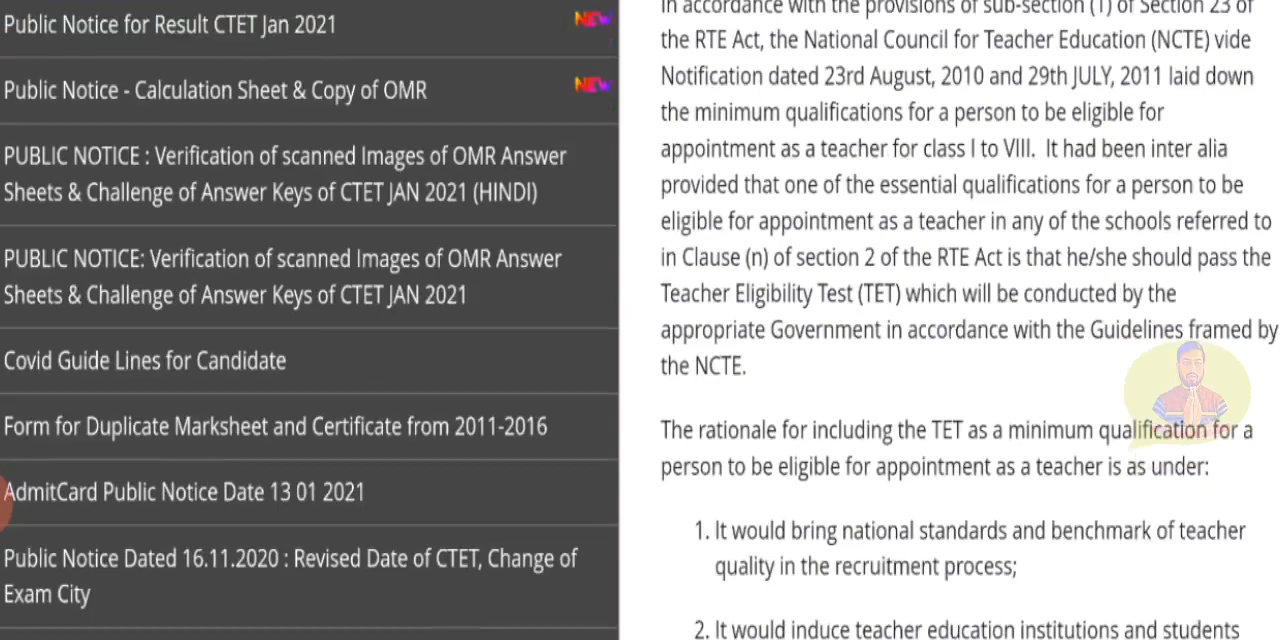 Public Notice for Result CTET Jan 2021
NEW
Public Notice - Calculation Sheet & Copy of OMR
NEW
PUBLIC NOTICE : Verification of scanned Images of OMR Answer
Sheets & Challenge of Answer Keys of CTET JAN 2021 (HINDI)
PUBLIC NOTICE: Verification of scanned Images of OMR Answer
Sheets & Challenge of Answer Keys of CTET JAN 2021
Covid Guide Lines for Candidate
Form for Duplicate Marksheet and Certificate from 2011-2016
AdmitCard Public Notice Date 13 01 2021
Public Notice Dated 16.11.2020 : Revised Date of CTET, Change of
Exam City
In accordance with the provisions of sub-section (1) of Section 23 of
the RTE Act, the National Council for Teacher Education (NCTE) vide
Notification dated 23rd August, 2010 and 29th JULY, 2011 laid down
the minimum qualifications for a person to be eligible for
appointment as a teacher for class I to VIII. It had been inter alia
provided that one of the essential qualifications for a person to be
eligible for appointment as a teacher in any of the schools referred to
in Clause (n) of section 2 of the RTE Act is that he/she should pass the
Teacher Eligibility Test (TET) which will be conducted by the
appropriate Government in accordance with the Guidelines framed by
the NCTE.
The rationale for including the TET as a minimum qualification for a
person to be eligible for appointment as a teacher is as under:
1. It would bring national standards and benchmark of teacher
quality in the recruitment process;
2. It would induce teacher education institutions and students